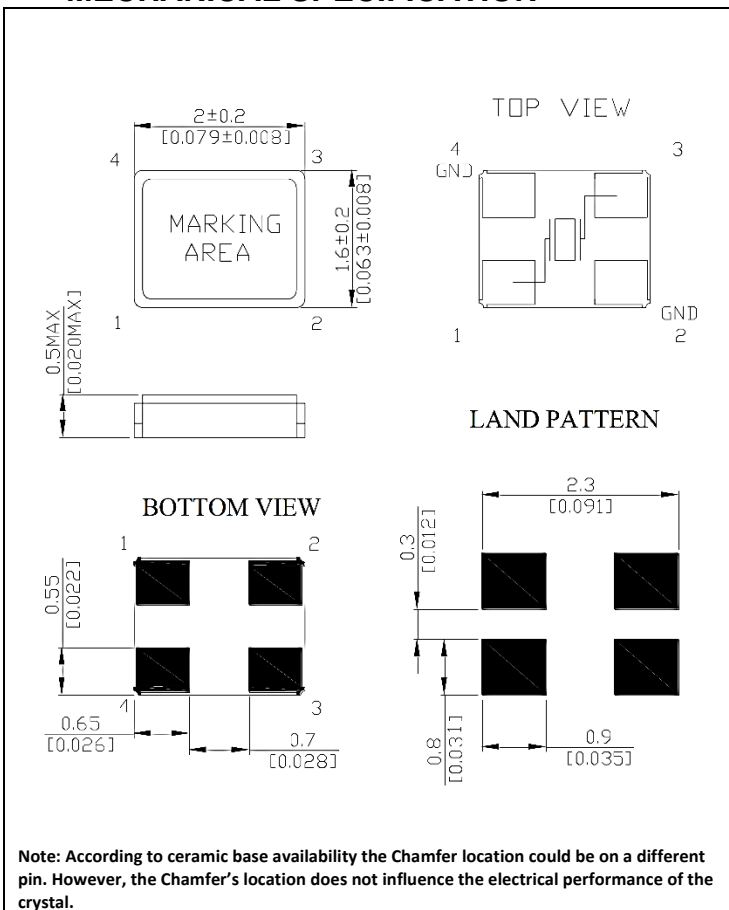 MECHANICAL SPECIFICATION
2±0.2
[0.079±0.008]
4
3
MARKING
AREA
1.6±0.2
[0.063±0.008]
1
2
0.5MAX
[0.020MAX]
TOP VIEW
4
GND
3
GND
1
2
LAND PATTERN
2.3
[0.091]
0.3
[0.012]
0.8
[0.031]
0.9
[0.035]
BOTTOM VIEW
1
2
0.55
[0.022]
4
3
0.65
[0.026]
0.7
[0.028]
Note: According to ceramic base availability the Chamfer location could be on a different
pin. However, the Chamfer’s location does not influence the electrical performance of the
crystal.